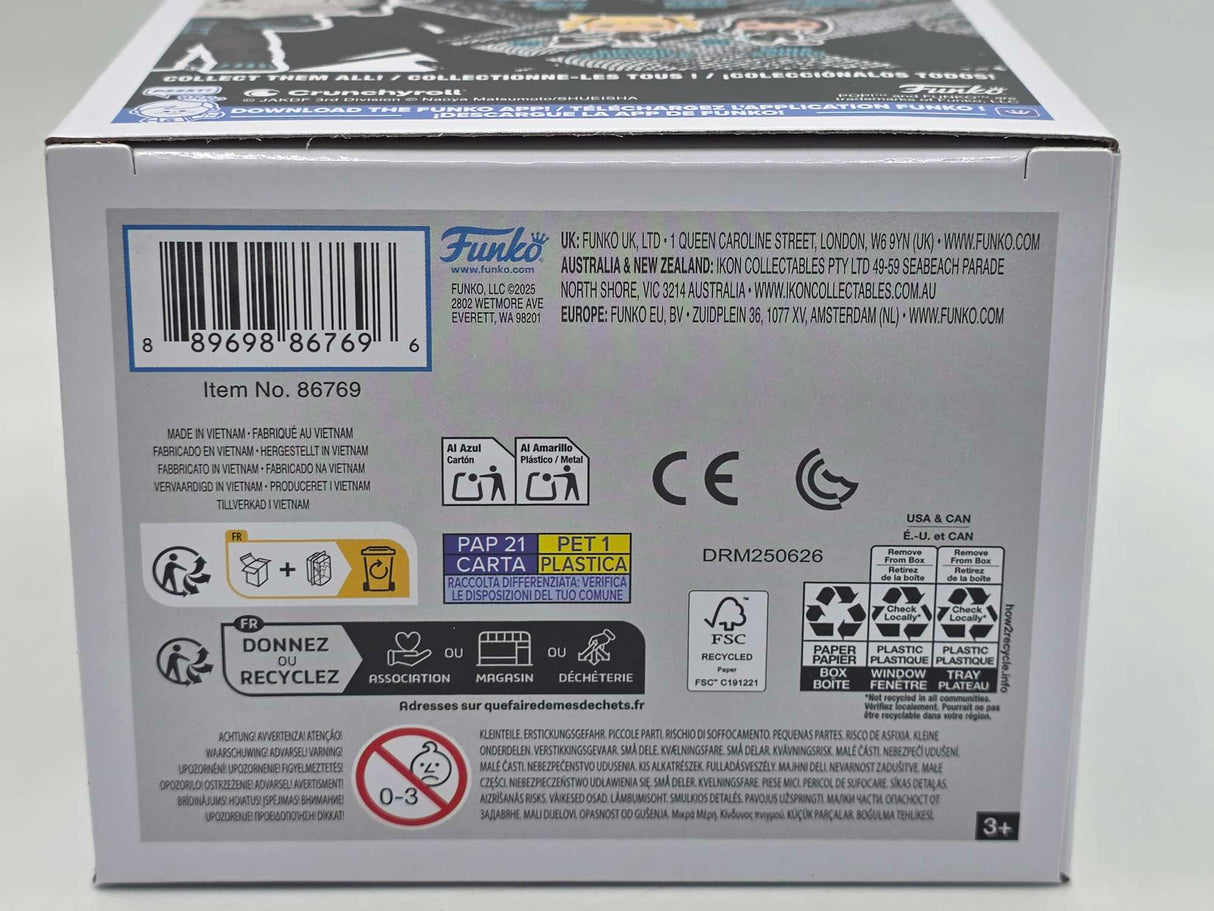 COLLECT THEM ALL! / COLLECTIONNE-LES TOUS ! / ¡COLECCIÓNALOS TODOS!
PSSST!
Crunchyroll
Funko
© JAKDF 3rd Division © Naoya Matsumoto/SHUEISHA
POP!™ and FUNKO™ are
trademarks of Funko, LLC
DOWNLOAD THE FUNKO APP! / TÉLÉCHARGEZ L'APPLICATION FUNKO !
¡DESCARGUE LA APP DE FUNKO!
8 89698 86769 6
Item No. 86769
Funko
www.funko.com
FUNKO, LLC ©2025
2802 WETMORE AVE
EVERETT, WA 98201
UK: FUNKO UK, LTD • 1 QUEEN CAROLINE STREET, LONDON, W6 9YN (UK) • WWW.FUNKO.COM
AUSTRALIA & NEW ZEALAND: IKON COLLECTABLES PTY LTD 49-59 SEABEACH PARADE
NORTH SHORE, VIC 3214 AUSTRALIA • WWW.IKONCOLLECTABLES.COM.AU
EUROPE: FUNKO EU, BV • ZUIDPLEIN 36, 1077 XV, AMSTERDAM (NL) • WWW.FUNKO.COM
MADE IN VIETNAM • FABRIQUÉ AU VIETNAM
FABRICADO EN VIETNAM • HERGESTELLT IN VIETNAM
FABBRICATO IN VIETNAM • FABRICADO NA VIETNAM
VERVAARDIGD IN VIETNAM • PRODUCERET I VIETNAM
TILLVERKAD I VIETNAM
Al Azul
Cartón
Al Amarillo
Plástico / Metal
CE
FR
PAP 21
PET 1
CARTA
PLASTICA
RACCOLTA DIFFERENZIATA: VERIFICA
LE DISPOSIZIONI DEL TUO COMUNE
DRM250626
FSC
RECYCLED
Paper
FSC™ C191221
USA & CAN
É.-U. et CAN
Remove
From Box
Retirez
de la boîte
Remove
From Box
Retirez
de la boîte
Check
Locally*
Check
Locally*
PAPER
PAPIER
PLASTIC
PLASTIQUE
PLASTIC
PLASTIQUE
BOX
BOÎTE
WINDOW
FENÊTRE
TRAY
PLATEAU
how2recycle.info
*Not recycled in all communities.
Vérifiez localement. Pourrait ne pas
être recyclable dans votre région.
FR
DONNEZ
OU
RECYCLEZ
ASSOCIATION
OU
MAGASIN
OU
DÉCHÈTERIE
Adresses sur quefairedemesdechets.fr
ACHTUNG! AVVERTENZA! ATENÇÃO!
WAARSCHUWING! ADVARSEL! VARNING!
UPOZORNĚNÍ! UPOZORNENIE! FIGYELMEZTETÉS!
OPOZORILO! OSTRZEŻENIE! ADVARSEL! AVERTISMENT!
BRĪDINĀJUMS! HOIATUS! ĮSPĖJIMAS! ВНИМАНИЕ!
UPOZORENJE! ΠΡΟΕΙΔΟΠΟΙΗΣΗ! DİKKAT!
0-3
KLEINTEILE. ERSTICKUNGSGEFAHR. PICCOLE PARTI. RISCHIO DI SOFFOCAMENTO. PEQUENAS PARTES. RISCO DE ASFIXIA. KLEINE
ONDERDELEN. VERSTIKKINGSGEVAAR. SMÅ DELE. KVÆLNINGSFARE. SMÅ DELAR. KVÄVNINGSRISK. MALÉ ČÁSTI. NEBEZPEČÍ UDUŠENÍ.
MALÉ ČASTI. NEBEZPEČENSTVO UDUSENIA. KIS ALKATRÉSZEK. FULLADÁSVESZÉLY. MAJHNI DELI. NEVARNOST ZADUŠITVE. MAŁE
CZĘŚCI. NIEBEZPIECZEŃSTWO UDŁAWIENIA SIĘ. SMÅ DELER. KVELNINGSFARE. PIESE MICI. PERICOL DE SUFOCARE. SĪKAS DETAĻAS.
AIZRĪŠANĀS RISKS. VÄIKESED OSAD. LÄMBUMISOHT. SMULKIOS DETALĖS. PAVOJUS UŽSPRINGTI. МАЛКИ ЧАСТИ. ОПАСНОСТ ОТ
ЗАДАВЯНЕ. MALI DIJELOVI. OPASNOST OD GUŠENJA. Μικρά Μέρη. Κίνδυνος πνιγμού. KÜÇÜK PARÇALAR. BOĞULMA TEHLİKESİ.
3+